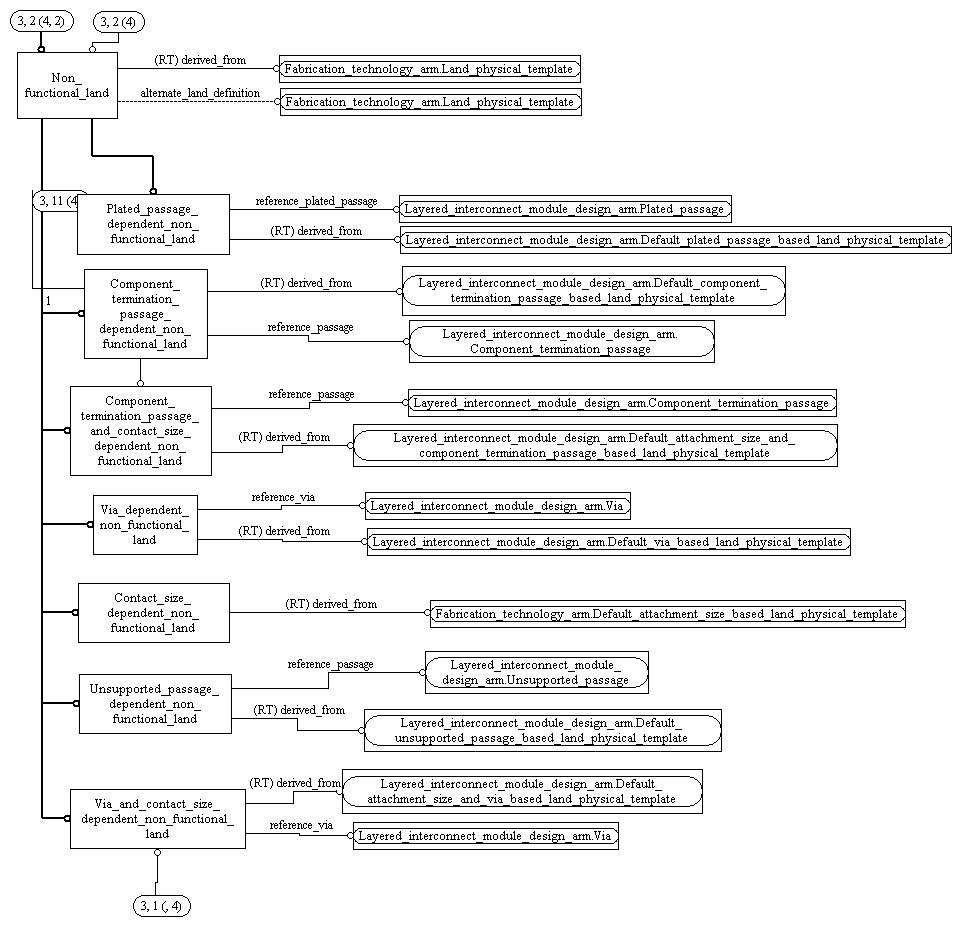 3, 2 (4, 2)
3, 2 (4)
Non_
functional_land
(RT) derived_from
Fabrication_technology_arm.Land_physical_template
alternate_land_definition
Fabrication_technology_arm.Land_physical_template
3, 11 (4
Plated_passage_
dependent_non_
functional_land
reference_plated_passage
Layered_interconnect_module_design_arm.Plated_passage
(RT) derived_from
Layered_interconnect_module_design_arm.Default_plated_passage_based_land_physical_template
1
Component_
termination_
passage_
dependent_non_
functional_land
(RT) derived_from
Layered_interconnect_module_design_arm.Default_component_
termination_passage_based_land_physical_template
reference_passage
Layered_interconnect_module_design_arm.
Component_termination_passage
Component_
termination_passage_
and_contact_size_
dependent_non_
functional_land
reference_passage
Layered_interconnect_module_design_arm.Component_termination_passage
(RT) derived_from
Layered_interconnect_module_design_arm.Default_attachment_size_and_
component_termination_passage_based_land_physical_template
Via_dependent_
non_functional_
land
reference_via
Layered_interconnect_module_design_arm.Via
(RT) derived_from
Layered_interconnect_module_design_arm.Default_via_based_land_physical_template
Contact_size_
dependent_non_
functional_land
(RT) derived_from
Fabrication_technology_arm.Default_attachment_size_based_land_physical_template
Unsupported_passage_
dependent_non_
functional_land
reference_passage
Layered_interconnect_module_
design_arm.Unsupported_passage
(RT) derived_from
Layered_interconnect_module_design_arm.Default_
unsupported_passage_based_land_physical_template
Via_and_contact_size_
dependent_non_functional_
land
(RT) derived_from
Layered_interconnect_module_design_arm.Default_
attachment_size_and_via_based_land_physical_template
reference_via
Layered_interconnect_module_design_arm.Via
3, 1 (, 4)